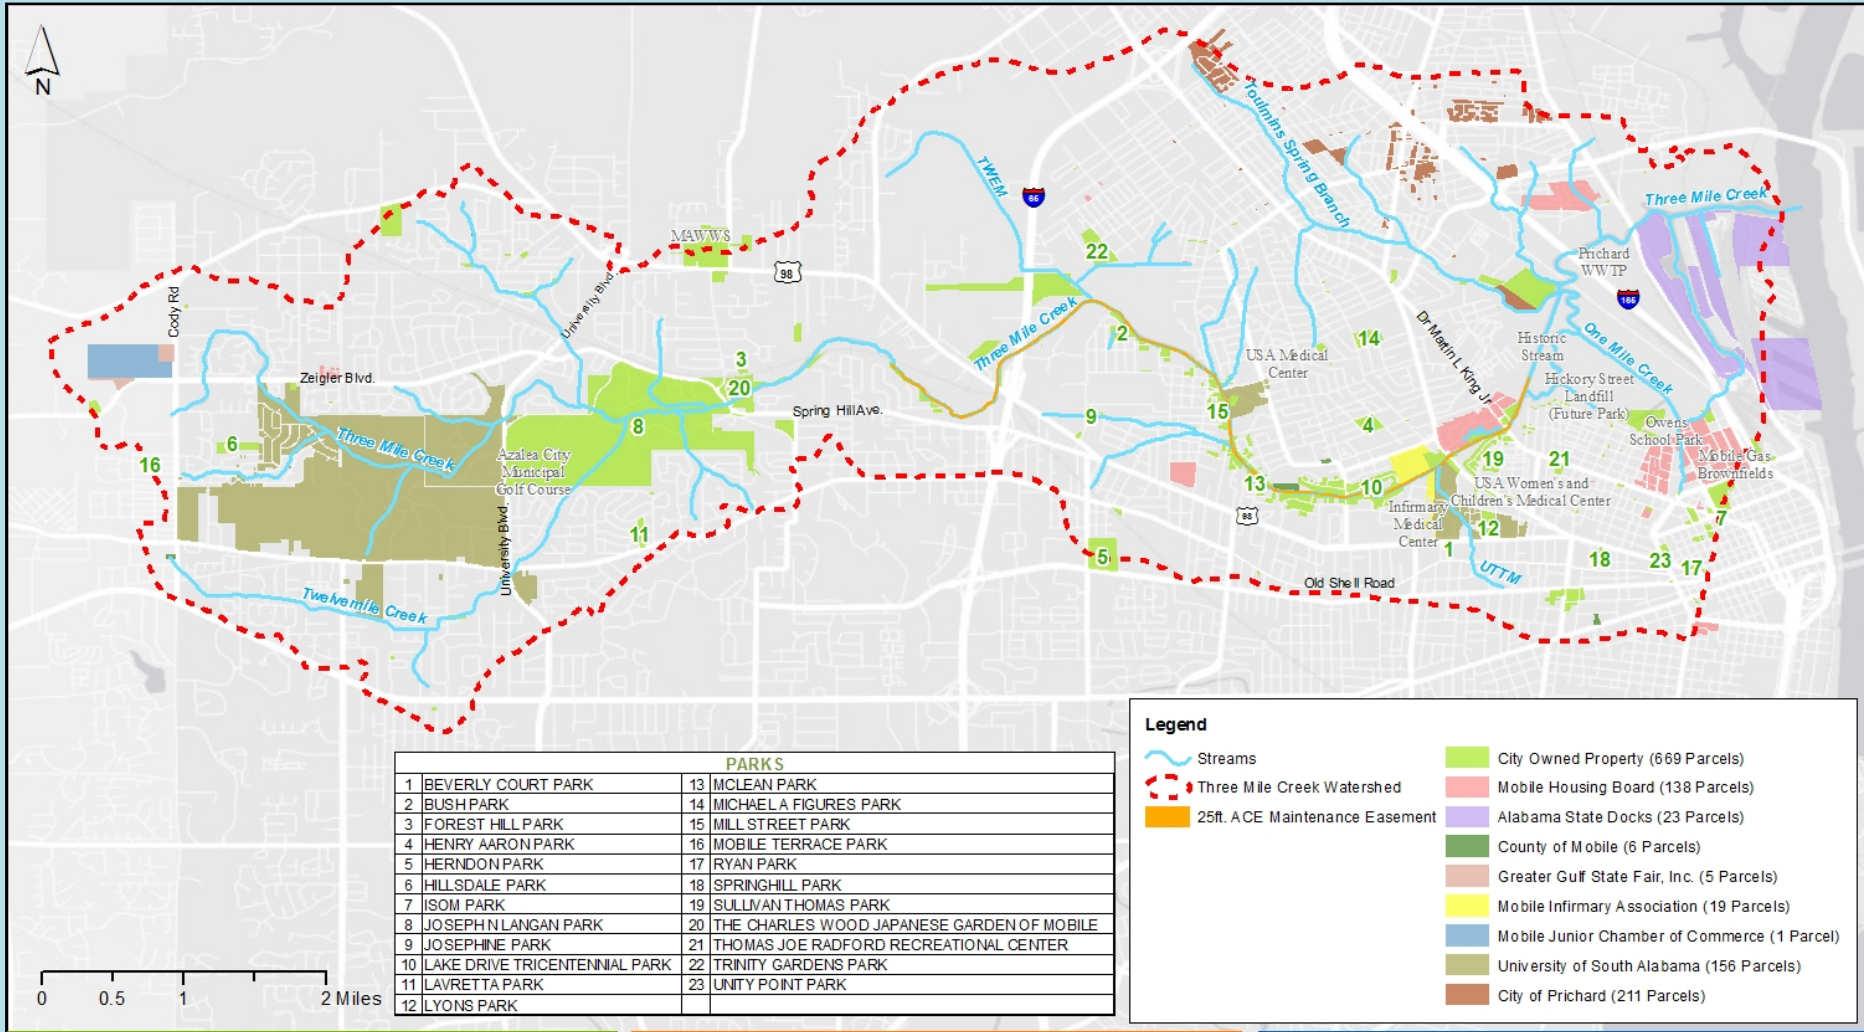 N
Toulmins Spring Branch
TWEM
65
Three Mile Creek
MAWWS
22
98
Prichard
WWTP
165
Cody Rd
University Blvd.
Three Mile Creek
2
Dr Martin L King Jr
14
Historic
Stream
One Mile Creek
USA Medical
Center
3
20
Zeigler Blvd.
Hickory Street
Landfill
(Future Park)
Spring HillAve.
15
9
8
4
6
Three Mile Creek
Owens
School Park
Azalea City
Municipal
Golf Course
16
19
21
Mobile Gas
Brownfields
13
10
USA Women's and
Children's Medical Center
Infirmary
Medical
Center
98
7
12
11
University Blvd.
1
5
18
23
17
UTTM
Old Shell Road
Twelvemile Creek
PARKS
1 BEVERLY COURT PARK 13 MCLEAN PARK
2 BUSH PARK 14 MICHAEL A FIGURES PARK
3 FOREST HILL PARK 15 MILL STREET PARK
4 HENRY AARON PARK 16 MOBILE TERRACE PARK
5 HERNDON PARK 17 RYAN PARK
6 HILLSDALE PARK 18 SPRINGHILL PARK
7 ISOM PARK 19 SULLIVAN THOMAS PARK
8 JOSEPH N LANGAN PARK 20 THE CHARLES WOOD JAPANESE GARDEN OF MOBILE
9 JOSEPHINE PARK 21 THOMAS JOE RADFORD RECREATIONAL CENTER
10 LAKE DRIVE TRICENTENNIAL PARK 22 TRINITY GARDENS PARK
11 LAVRETTA PARK 23 UNITY POINT PARK
12 LYONS PARK
0 0.5 1 2 Miles
Legend
Streams
Three Mile Creek Watershed
25ft. ACE Maintenance Easement
City Owned Property (669 Parcels)
Mobile Housing Board (138 Parcels)
Alabama State Docks (23 Parcels)
County of Mobile (6 Parcels)
Greater Gulf State Fair, Inc. (5 Parcels)
Mobile Infirmary Association (19 Parcels)
Mobile Junior Chamber of Commerce (1 Parcel)
University of South Alabama (156 Parcels)
City of Prichard (211 Parcels)